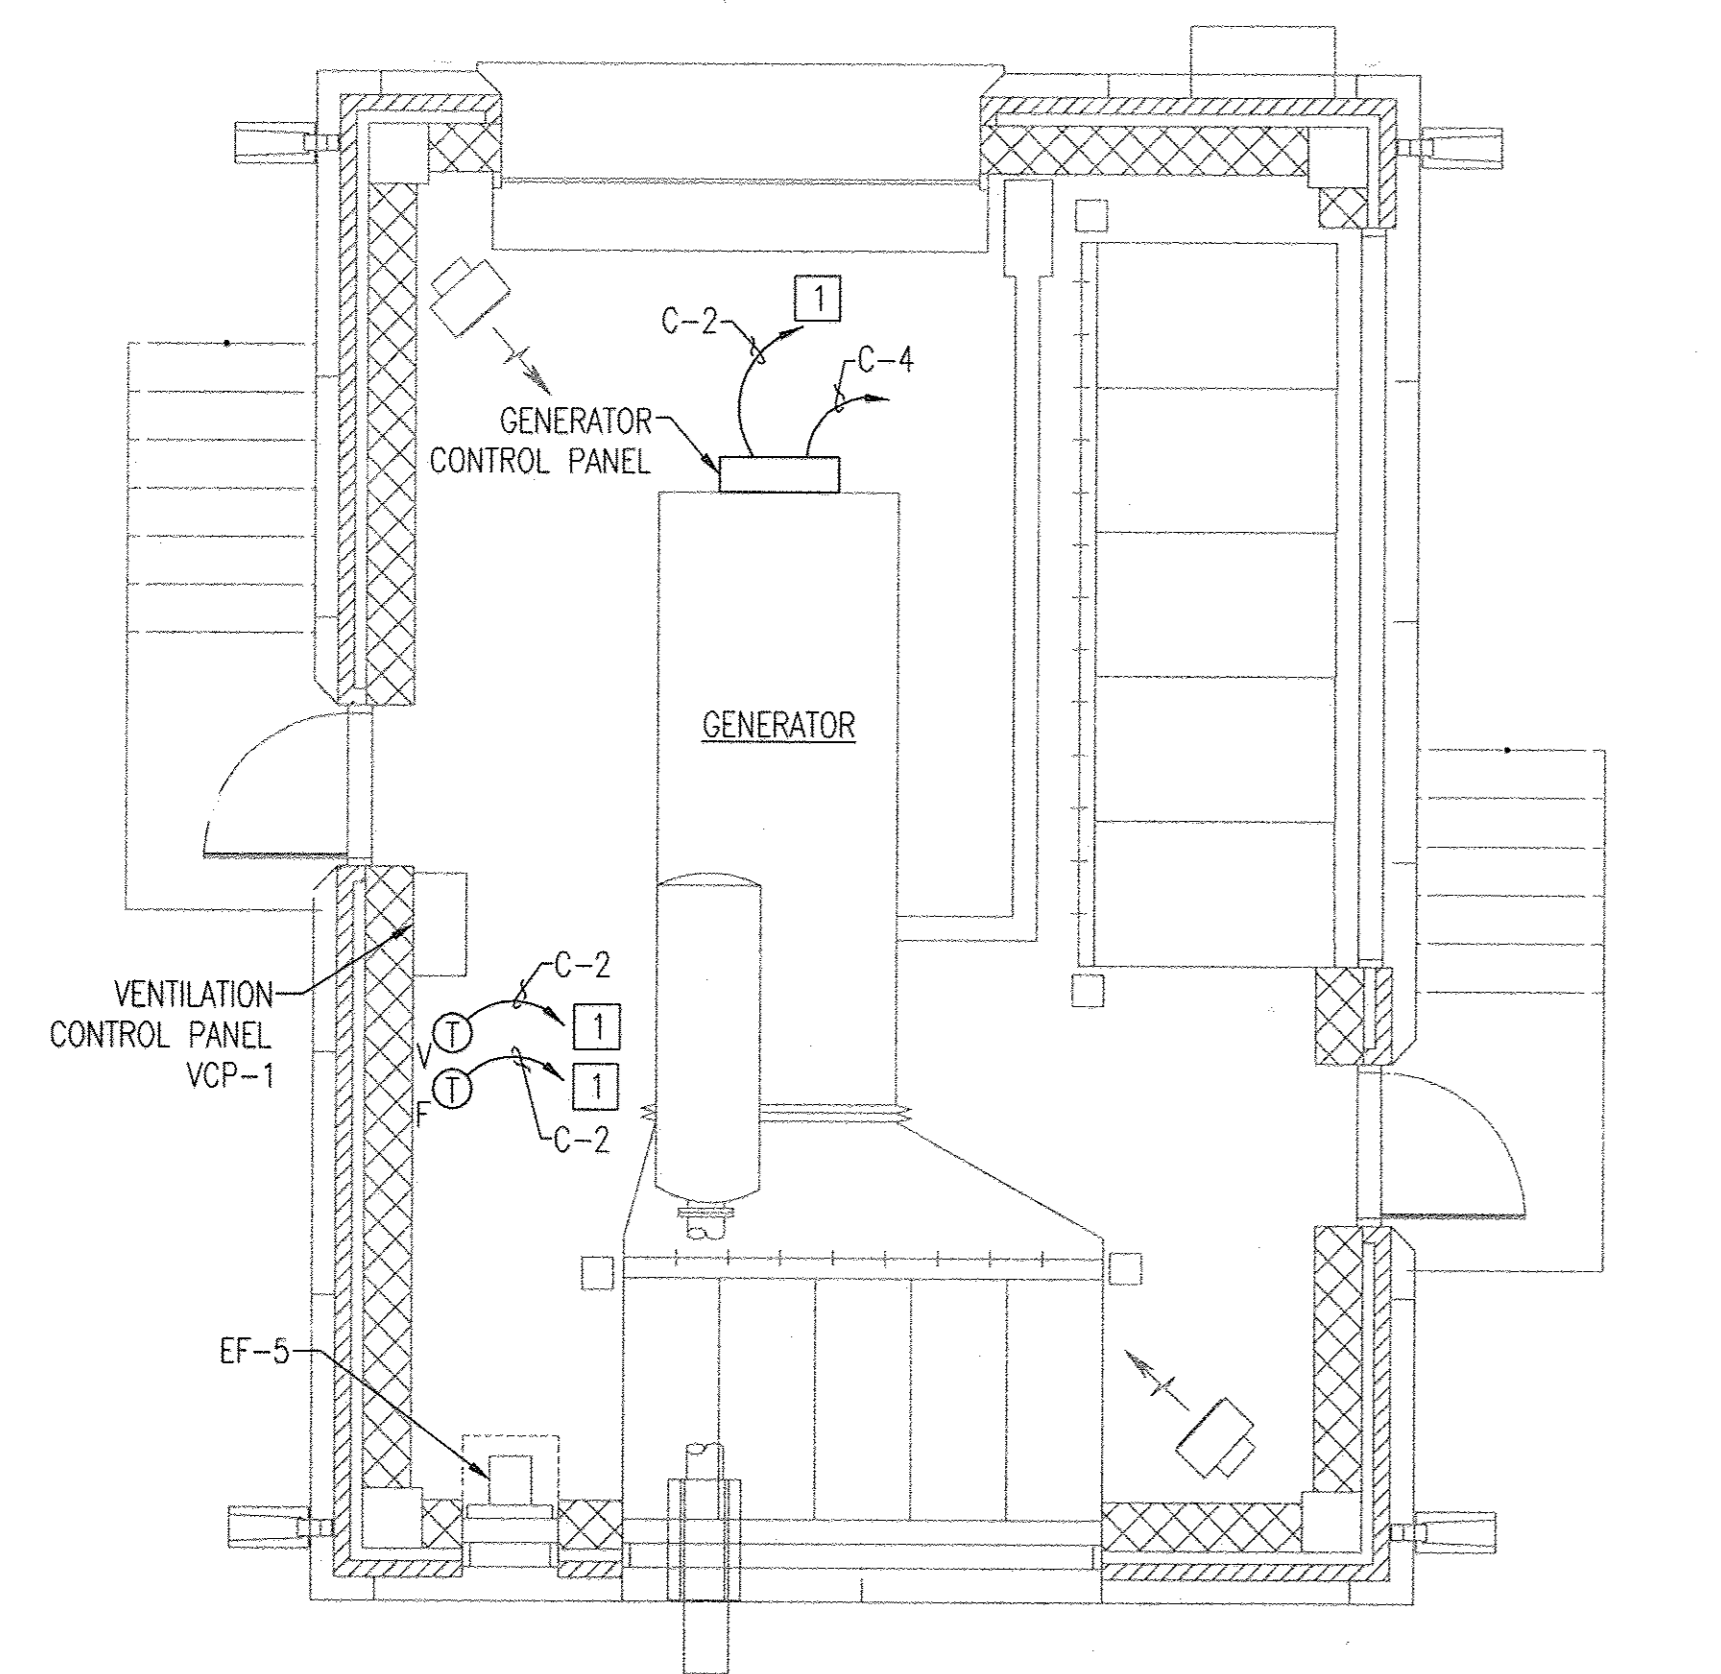 1
C-2
C-4
GENERATOR
CONTROL PANEL
GENERATOR
VENTILATION
CONTROL PANEL
VCP-1
C-2
T
1
V
T
1
F
C-2
EF-5